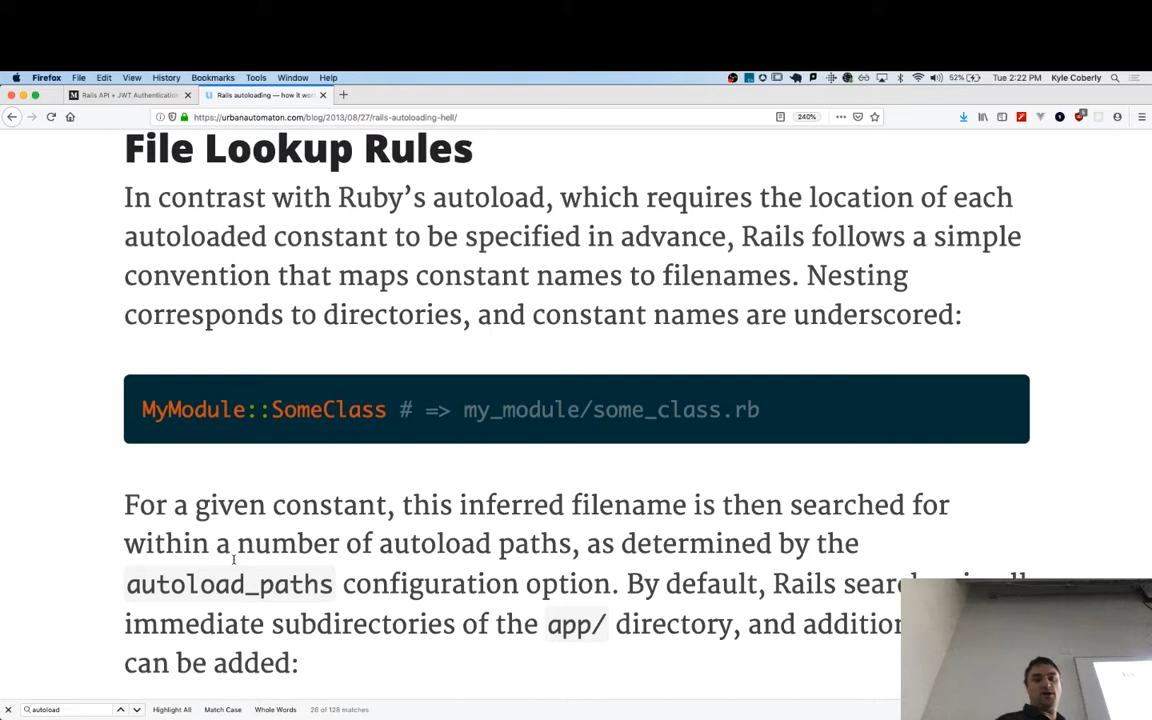 Firefox File Edit View History Bookmarks Tools Window Help 52% Tue 2:22 PM Kyle Coberly
Rails API + JWT Authentication Rails autoloading — how it wor
https://urbanautomaton.com/blog/2013/08/27/rails-autoloading-hell/ 240%
File Lookup Rules
In contrast with Ruby’s autoload, which requires the location of each
autoloaded constant to be specified in advance, Rails follows a simple
convention that maps constant names to filenames. Nesting
corresponds to directories, and constant names are underscored:
MyModule::SomeClass # => my_module/some_class.rb
For a given constant, this inferred filename is then searched for
within a number of autoload paths, as determined by the
autoload_paths configuration option. By default, Rails
immediate subdirectories of the app/ directory, and
can be added:
autoload Highlight All Match Case Whole Words 26 of 128 matches